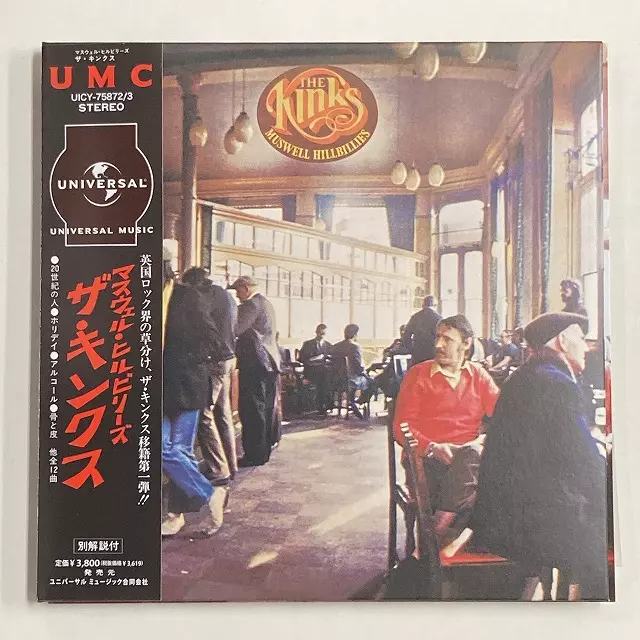 マスウェル・ヒルビリーズ
ザ・キンクス
UMC
UICY-75872/3
STEREO
UNIVERSAL
UNIVERSAL MUSIC
英国ロック界の草分け、ザ・キンクス移籍第一弾!!
マスウェル・ヒルビリーズ
ザ・キンクス
●20世紀の人●ホリデイ●アルコール●骨と皮 他全12曲
別解説付
定価¥3,800(税抜価格¥3,619)
発売元
ユニバーサル ミュージック合同会社
THE
Kinks
MUSWELL HILLBILLIES